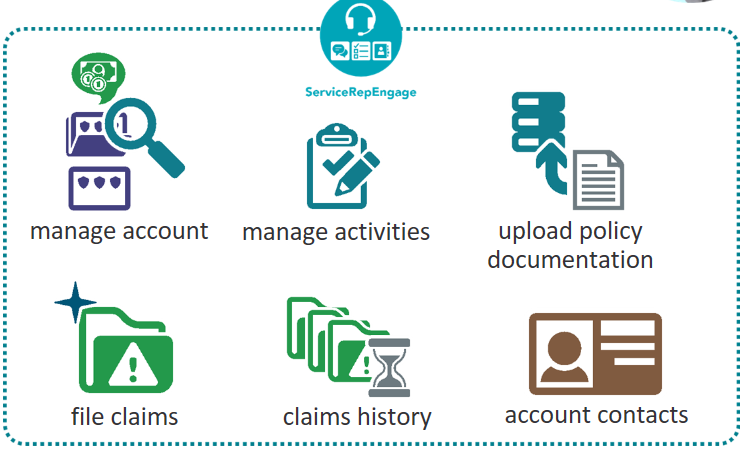 ServiceRepEngage
manage account
manage activities
upload policy
documentation
file claims
claims history
account contacts